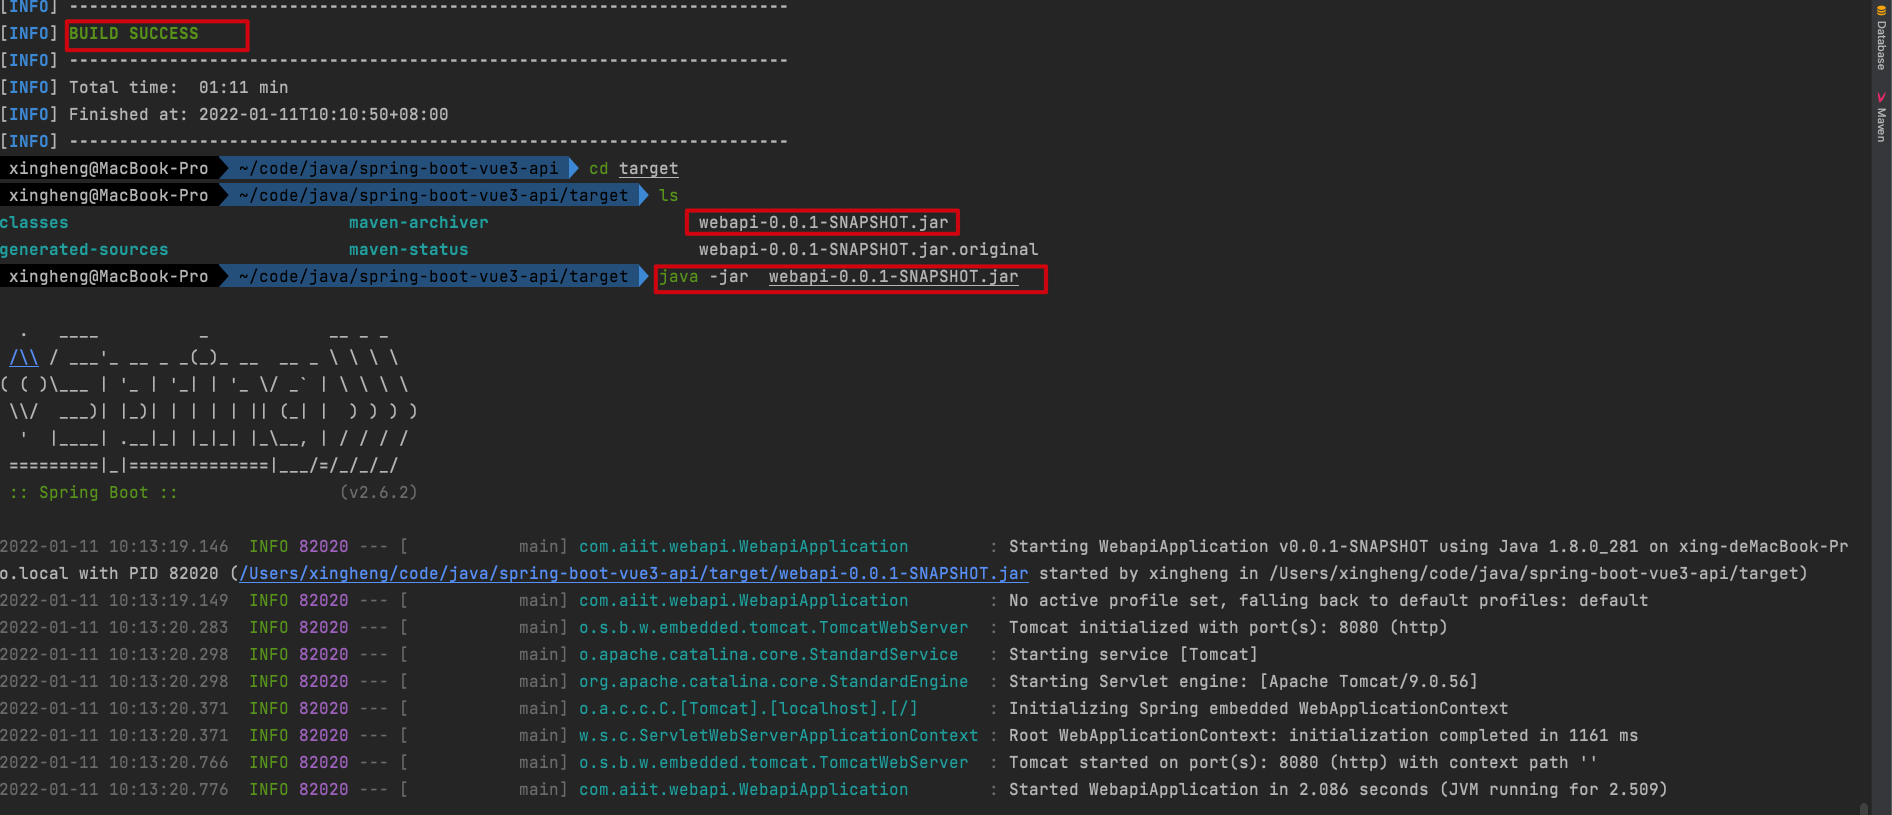 [INFO] ------------------------------------------------------------------------
[INFO] BUILD SUCCESS
[INFO] ------------------------------------------------------------------------
[INFO] Total time:  01:11 min
[INFO] Finished at: 2022-01-11T10:10:50+08:00
[INFO] ------------------------------------------------------------------------
xingheng@MacBook-Pro ~/code/java/spring-boot-vue3-api cd target
xingheng@MacBook-Pro ~/code/java/spring-boot-vue3-api/target ls
classes maven-archiver webapi-0.0.1-SNAPSHOT.jar
generated-sources maven-status webapi-0.0.1-SNAPSHOT.jar.original
xingheng@MacBook-Pro ~/code/java/spring-boot-vue3-api/target java -jar  webapi-0.0.1-SNAPSHOT.jar
  .   ____          _            __ _ _
 /\\ / ___'_ __ _ _(_)_ __  __ _ \ \ \ \
( ( )\___ | '_ | '_| | '_ \/ _` | \ \ \ \
 \\/  ___)| |_)| | | | | || (_| |  ) ) ) )
  '  |____| .__|_| |_|_| |_\__, | / / / /
 =========|_|==============|___/=/_/_/_/
 :: Spring Boot ::                (v2.6.2)
2022-01-11 10:13:19.146  INFO 82020 --- [           main] com.aiit.webapi.WebapiApplication        : Starting WebapiApplication v0.0.1-SNAPSHOT using Java 1.8.0_281 on xing-deMacBook-Pr
o.local with PID 82020 (/Users/xingheng/code/java/spring-boot-vue3-api/target/webapi-0.0.1-SNAPSHOT.jar started by xingheng in /Users/xingheng/code/java/spring-boot-vue3-api/target)
2022-01-11 10:13:19.149  INFO 82020 --- [           main] com.aiit.webapi.WebapiApplication        : No active profile set, falling back to default profiles: default
2022-01-11 10:13:20.283  INFO 82020 --- [           main] o.s.b.w.embedded.tomcat.TomcatWebServer  : Tomcat initialized with port(s): 8080 (http)
2022-01-11 10:13:20.298  INFO 82020 --- [           main] o.apache.catalina.core.StandardService   : Starting service [Tomcat]
2022-01-11 10:13:20.298  INFO 82020 --- [           main] org.apache.catalina.core.StandardEngine  : Starting Servlet engine: [Apache Tomcat/9.0.56]
2022-01-11 10:13:20.371  INFO 82020 --- [           main] o.a.c.c.C.[Tomcat].[localhost].[/]       : Initializing Spring embedded WebApplicationContext
2022-01-11 10:13:20.371  INFO 82020 --- [           main] w.s.c.ServletWebServerApplicationContext : Root WebApplicationContext: initialization completed in 1161 ms
2022-01-11 10:13:20.766  INFO 82020 --- [           main] o.s.b.w.embedded.tomcat.TomcatWebServer  : Tomcat started on port(s): 8080 (http) with context path ''
2022-01-11 10:13:20.776  INFO 82020 --- [           main] com.aiit.webapi.WebapiApplication        : Started WebapiApplication in 2.086 seconds (JVM running for 2.509)
Database
Maven